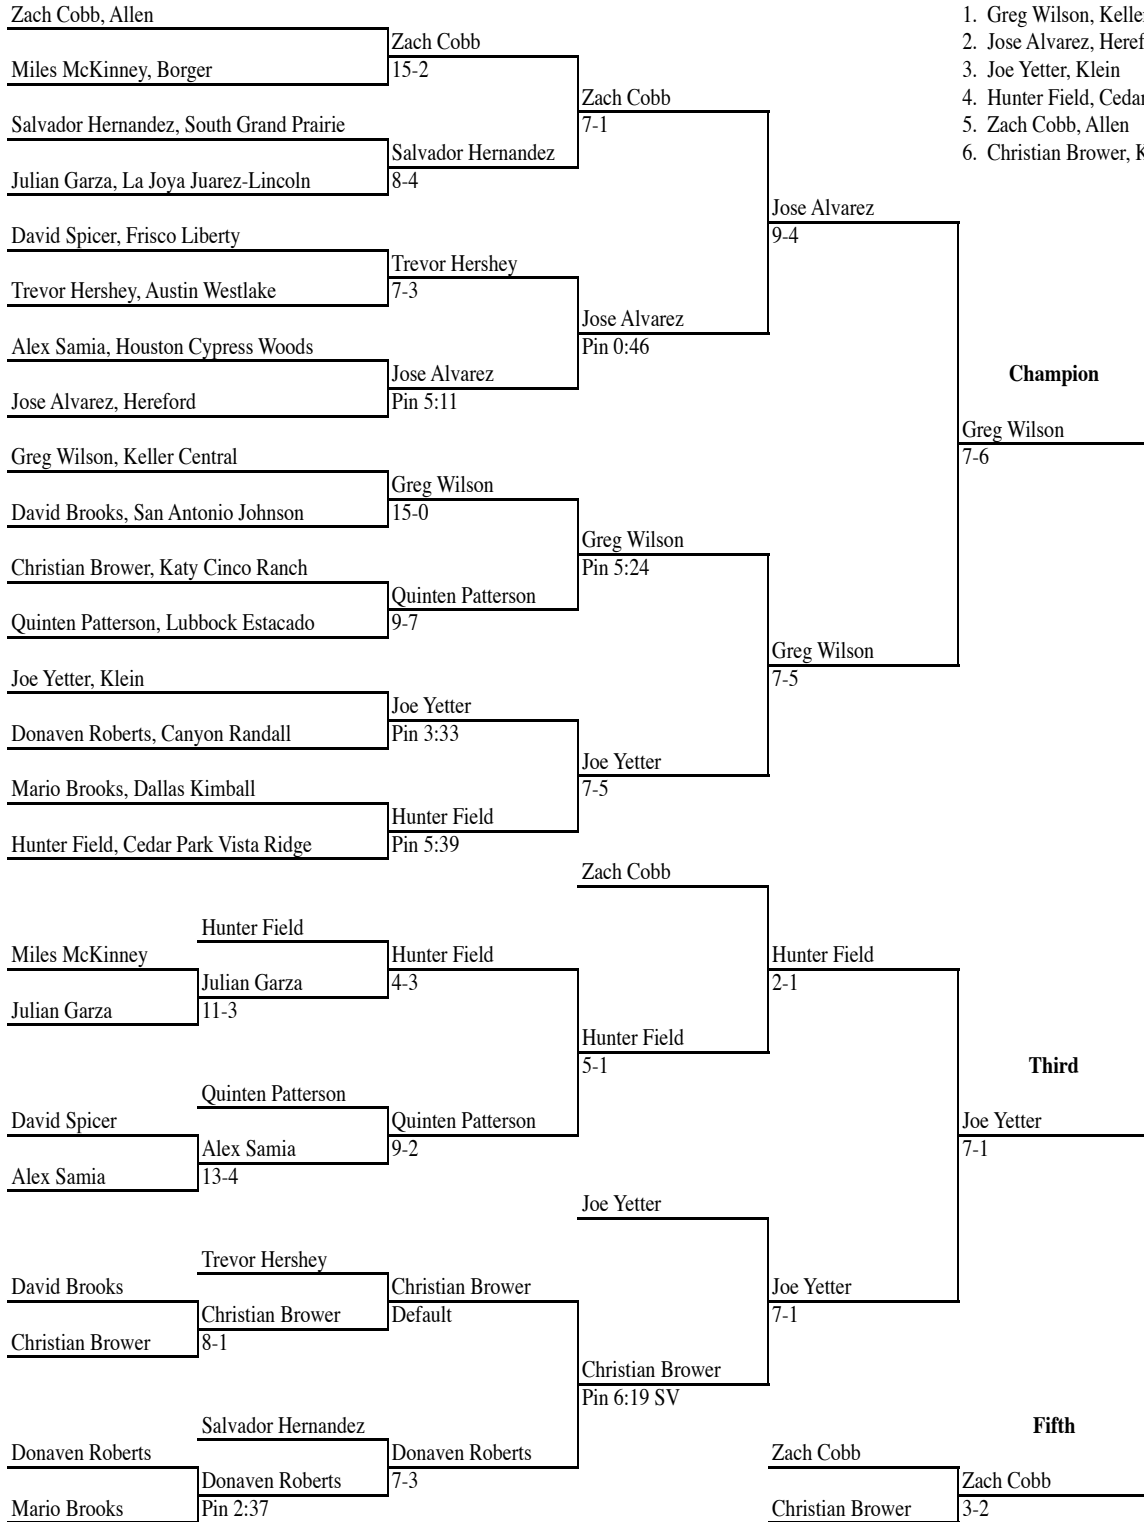 Zach Cobb, Allen
Miles McKinney, Borger
Salvador Hernandez, South Grand Prairie
Julian Garza, La Joya Juarez-Lincoln
David Spicer, Frisco Liberty
Trevor Hershey, Austin Westlake
Alex Samia, Houston Cypress Woods
Jose Alvarez, Hereford
Greg Wilson, Keller Central
David Brooks, San Antonio Johnson
Christian Brower, Katy Cinco Ranch
Quinten Patterson, Lubbock Estacado
Joe Yetter, Klein
Donaven Roberts, Canyon Randall
Mario Brooks, Dallas Kimball
Hunter Field, Cedar Park Vista Ridge
Zach Cobb
15-2
Salvador Hernandez
8-4
Trevor Hershey
7-3
Jose Alvarez
Pin 5:11
Greg Wilson
15-0
Quinten Patterson
9-7
Joe Yetter
Pin 3:33
Hunter Field
Pin 5:39
Zach Cobb
7-1
Jose Alvarez
Pin 0:46
Greg Wilson
Pin 5:24
Joe Yetter
7-5
Jose Alvarez
9-4
Greg Wilson
7-5
Champion
Greg Wilson
7-6
1. Greg Wilson, Keller
2. Jose Alvarez, Heref
3. Joe Yetter, Klein
4. Hunter Field, Cedar
5. Zach Cobb, Allen
6. Christian Brower, K
Miles McKinney
Julian Garza
David Spicer
Alex Samia
David Brooks
Christian Brower
Donaven Roberts
Mario Brooks
Hunter Field
Julian Garza
11-3
Quinten Patterson
Alex Samia
13-4
Trevor Hershey
Christian Brower
8-1
Salvador Hernandez
Donaven Roberts
Pin 2:37
Hunter Field
4-3
Quinten Patterson
9-2
Christian Brower
Default
Donaven Roberts
7-3
Zach Cobb
Hunter Field
5-1
Joe Yetter
Christian Brower
Pin 6:19 SV
Hunter Field
2-1
Joe Yetter
7-1
Third
Joe Yetter
7-1
Fifth
Zach Cobb
Christian Brower
Zach Cobb
3-2